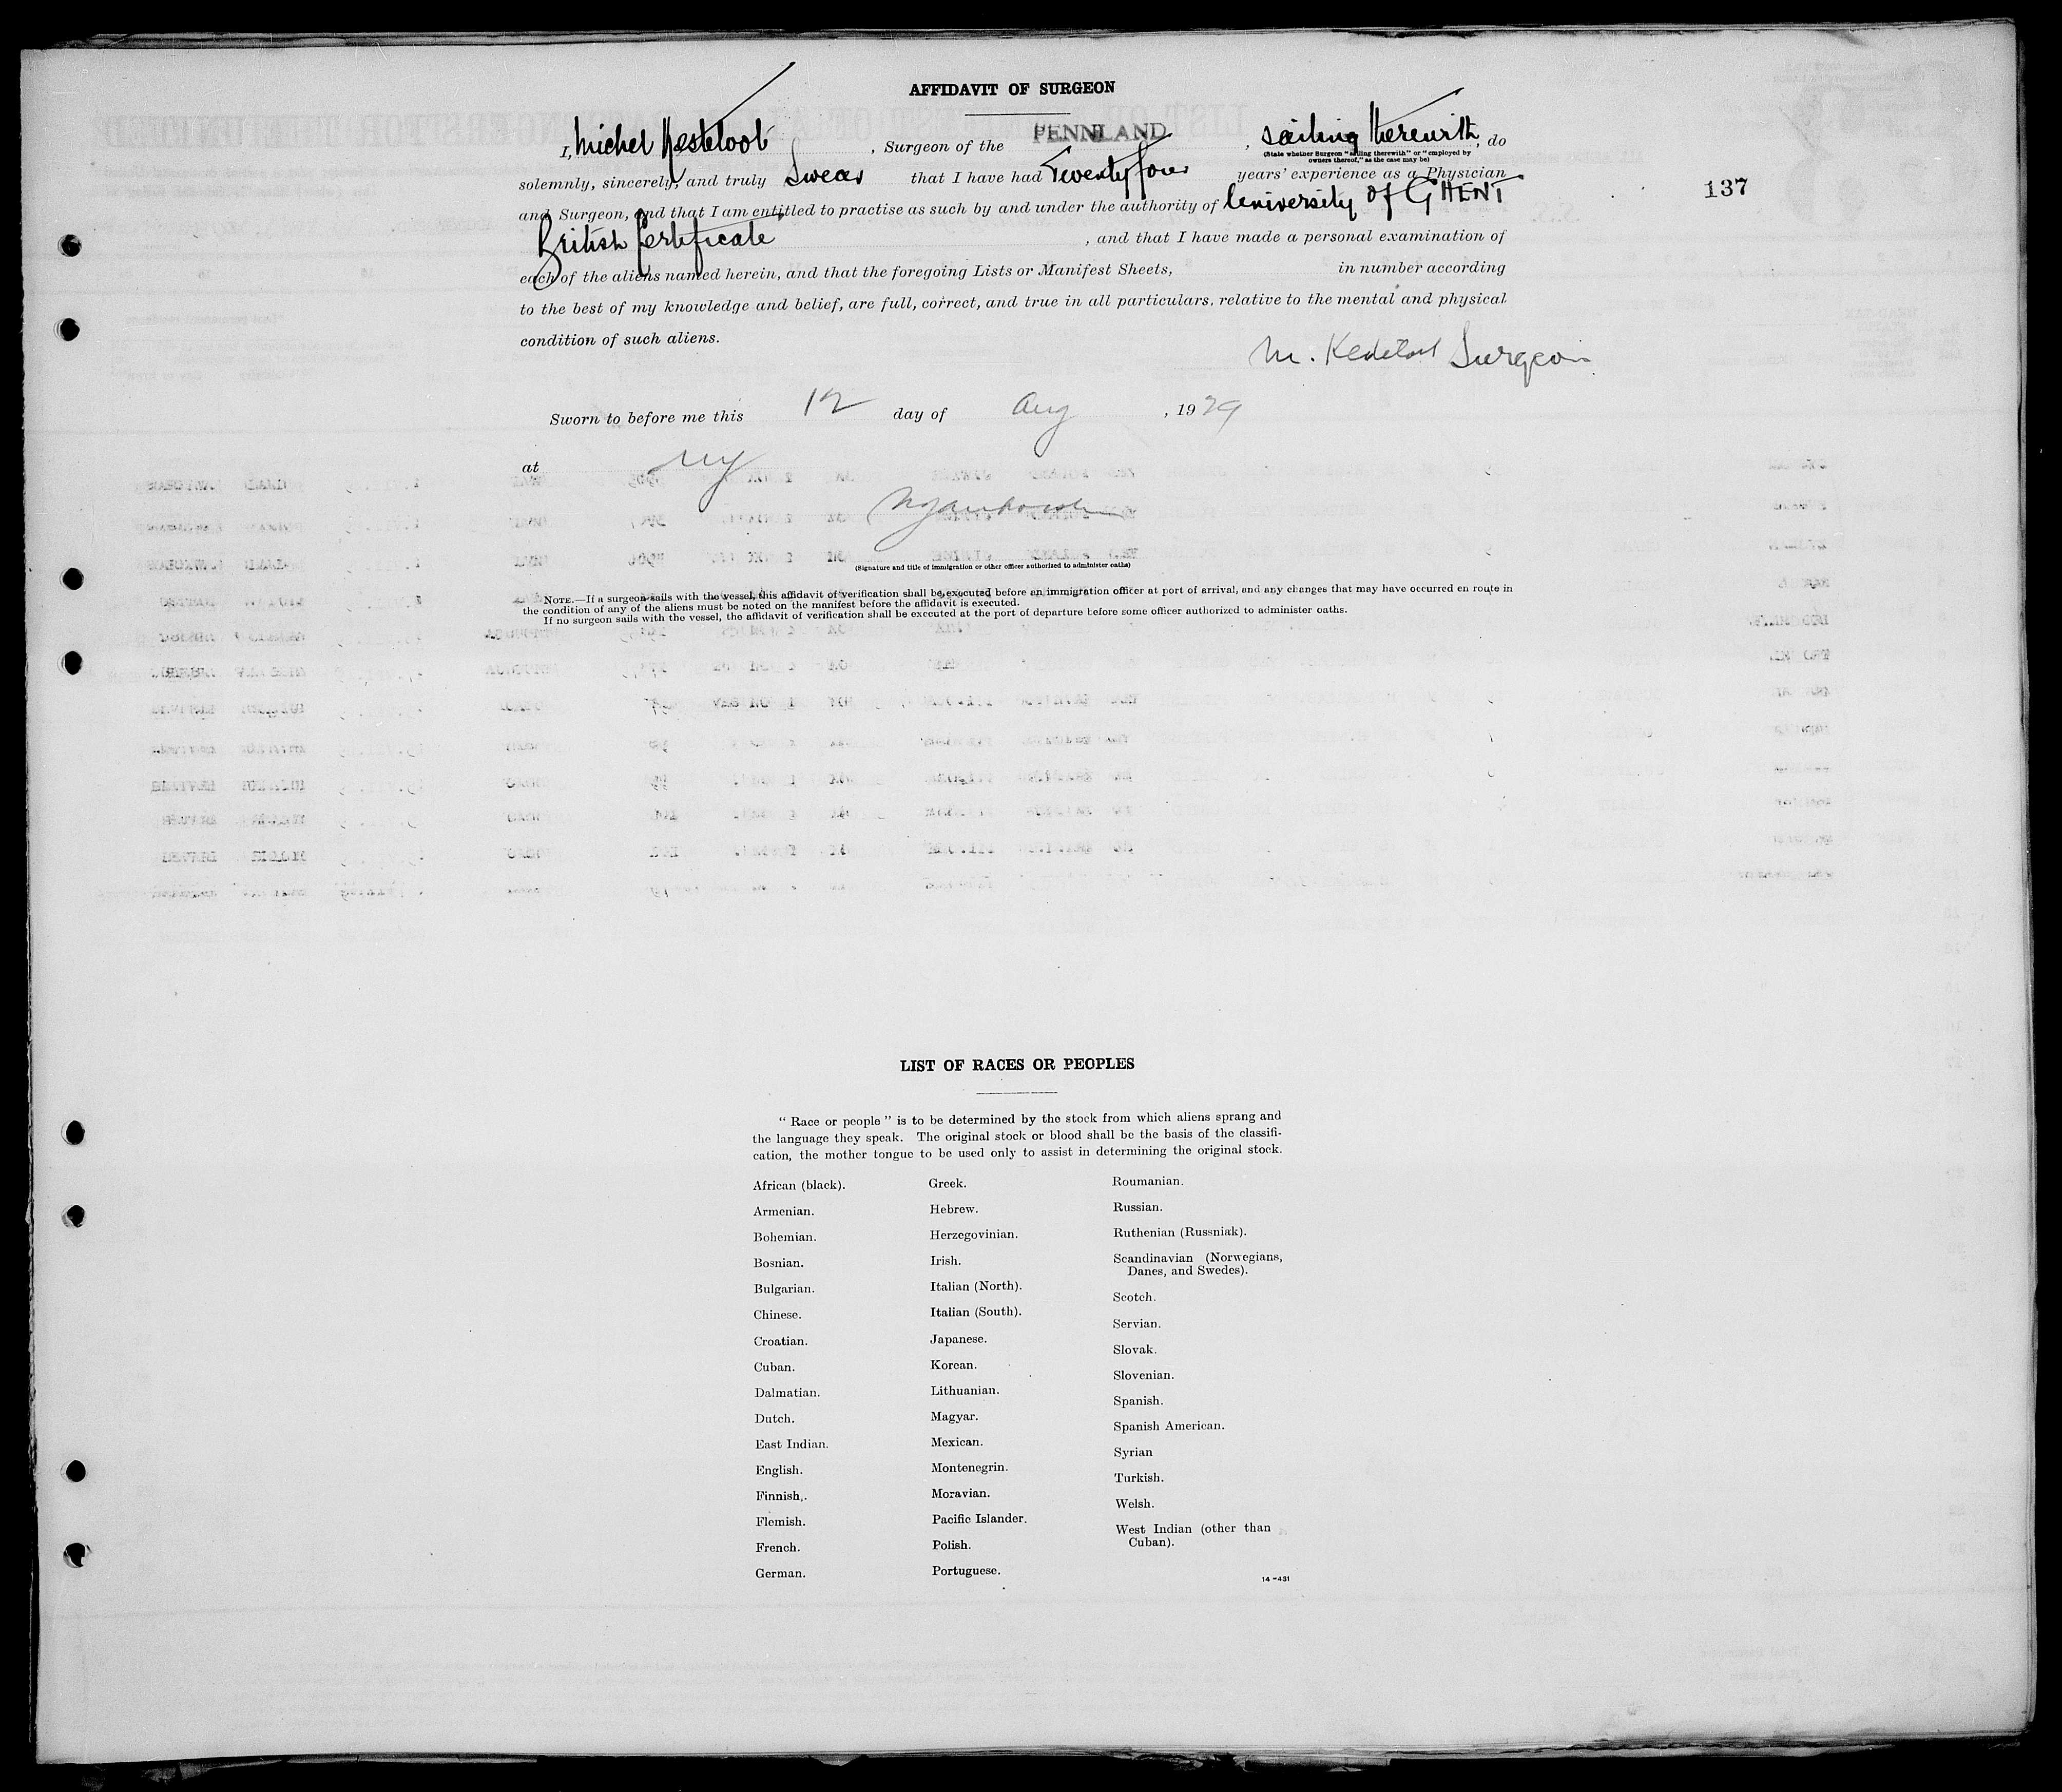 AFFIDAVIT OF SURGEON
I, Michel Kesteloot, Surgeon of the PENNLAND, sailing therewith, do
(State whether Surgeon "sailing therewith" or "employed by
owners thereof," as the case may be)
solemnly, sincerely, and truly Swear that I have had Twenty four years' experience as a Physician
137
and Surgeon, and that I am entitled to practise as such by and under the authority of University of GHENT
British Certificate, and that I have made a personal examination of
each of the aliens named herein, and that the foregoing Lists or Manifest Sheets, in number according
to the best of my knowledge and belief, are full, correct, and true in all particulars, relative to the mental and physical
condition of such aliens.
M. Kesteloot Surgeon
Sworn to before me this 12 day of Aug, 1929
at NY
(Signature and title of immigration or other officer authorized to administer oaths)
NOTE.—If a surgeon sails with the vessel, this affidavit of verification shall be executed before an immigration officer at port of arrival, and any changes that may have occurred en route in
the condition of any of the aliens must be noted on the manifest before the affidavit is executed.
If no surgeon sails with the vessel, the affidavit of verification shall be executed at the port of departure before some officer authorized to administer oaths.
LIST OF RACES OR PEOPLES
"Race or people" is to be determined by the stock from which aliens sprang and
the language they speak. The original stock or blood shall be the basis of the classifi-
cation, the mother tongue to be used only to assist in determining the original stock.
African (black).
Armenian.
Bohemian.
Bosnian.
Bulgarian.
Chinese.
Croatian.
Cuban.
Dalmatian.
Dutch.
East Indian.
English.
Finnish.
Flemish.
French.
German.
Greek.
Hebrew.
Herzegovinian.
Irish.
Italian (North).
Italian (South).
Japanese.
Korean.
Lithuanian.
Magyar.
Mexican.
Montenegrin.
Moravian.
Pacific Islander.
Polish.
Portuguese.
Roumanian.
Russian.
Ruthenian (Russniak).
Scandinavian (Norwegians,
Danes, and Swedes).
Scotch.
Servian.
Slovak.
Slovenian.
Spanish.
Spanish American.
Syrian
Turkish.
Welsh.
West Indian (other than
Cuban).
14-431